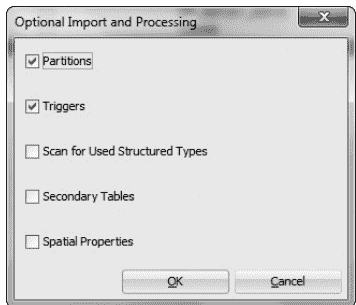 Optional Import and Processing
Partitions
Triggers
Scan for Used Structured Types
Secondary Tables
Spatial Properties
OK
Cancel